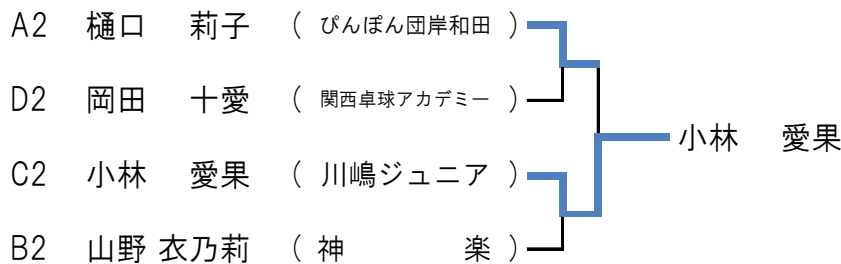 A2 樋口 莉子 ( ぴんぽん団岸和田 )
D2 岡田 十愛 ( 関西卓球アカデミー )
小林 愛果
C2 小林 愛果 ( 川嶋ジュニア )
B2 山野 衣乃莉 ( 神 楽 )